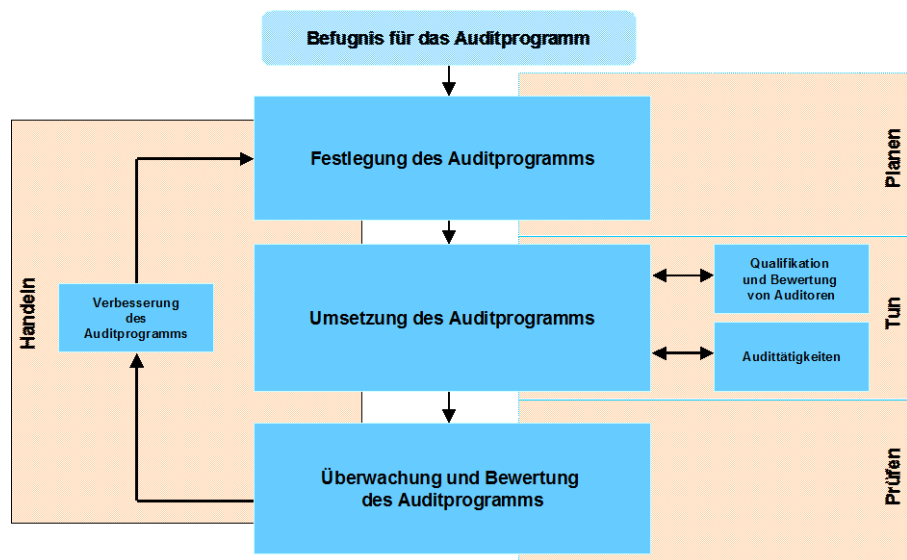 Befugnis für das Auditprogramm
Festlegung des Auditprogramms
Planen
Umsetzung des Auditprogramms
Qualifikation
und Bewertung
von Auditoren
Audittätigkeiten
Tun
Handeln
Verbesserung
des
Auditprogramms
Überwachung und Bewertung
des Auditprogramms
Prüfen